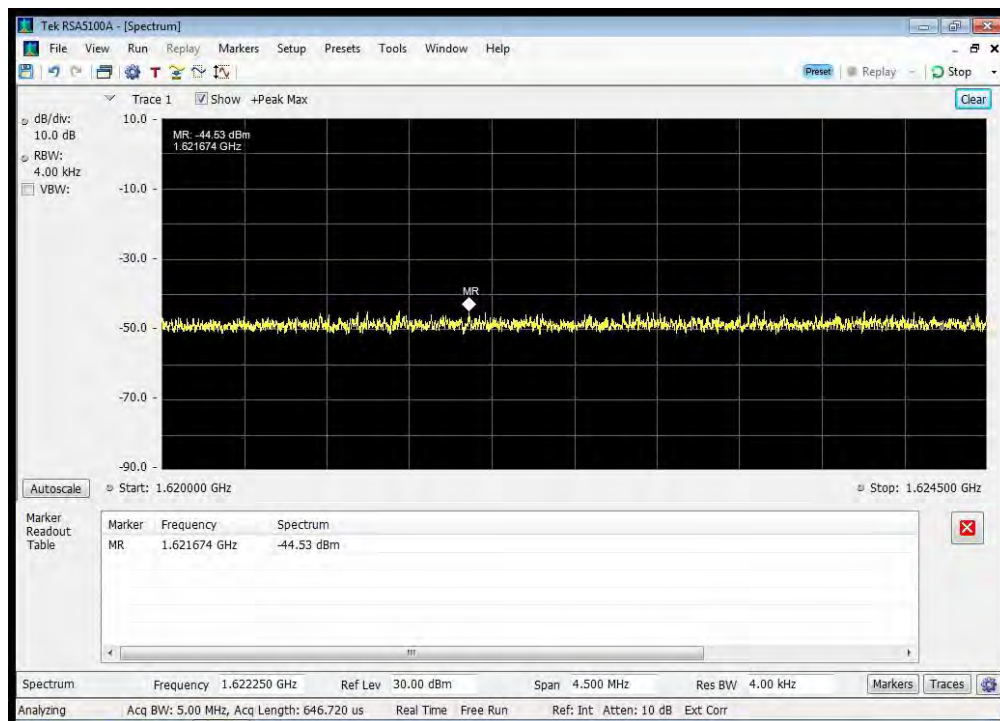 Tek RSA5100A - [Spectrum]
File View Run Replay Markers Setup Presets Tools Window Help
T Preset Replay Stop
Trace 1 Show +Peak Max Clear
dB/div:
10.0 dB
RBW:
4.00 kHz
VBW:
10.0
MR: -44.53 dBm
1.621674 GHz
-10.0
-30.0
MR
-50.0
-70.0
-90.0
Autoscale Start: 1.620000 GHz Stop: 1.624500 GHz
Marker
Readout
Table
Marker Frequency Spectrum
MR 1.621674 GHz -44.53 dBm
Spectrum Frequency 1.622250 GHz Ref Lev 30.00 dBm Span 4.500 MHz Res BW 4.00 kHz Markers Traces
Analyzing Acq BW: 5.00 MHz, Acq Length: 646.720 us Real Time Free Run Ref: Int Atten: 10 dB Ext Corr